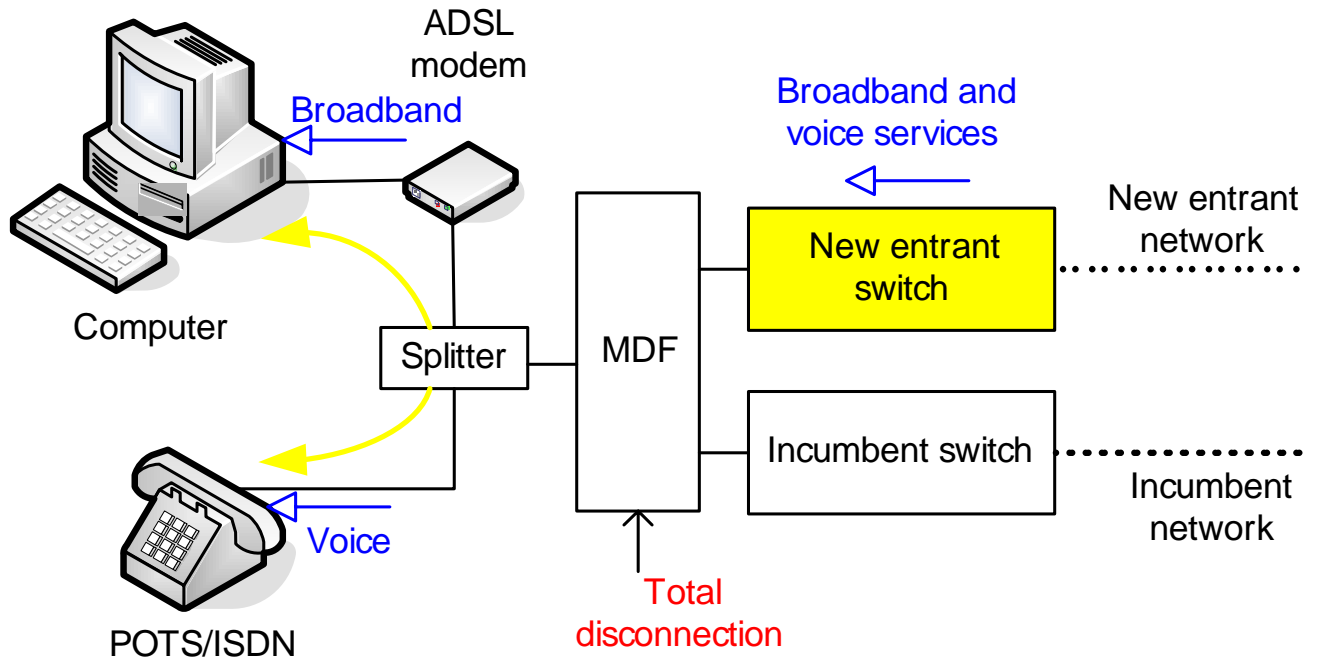 ADSL
modem
Broadband
Broadband and
voice services
New entrant
network
New entrant
switch
Computer
Splitter
MDF
Incumbent switch
Incumbent
network
Voice
Total
disconnection
POTS/ISDN